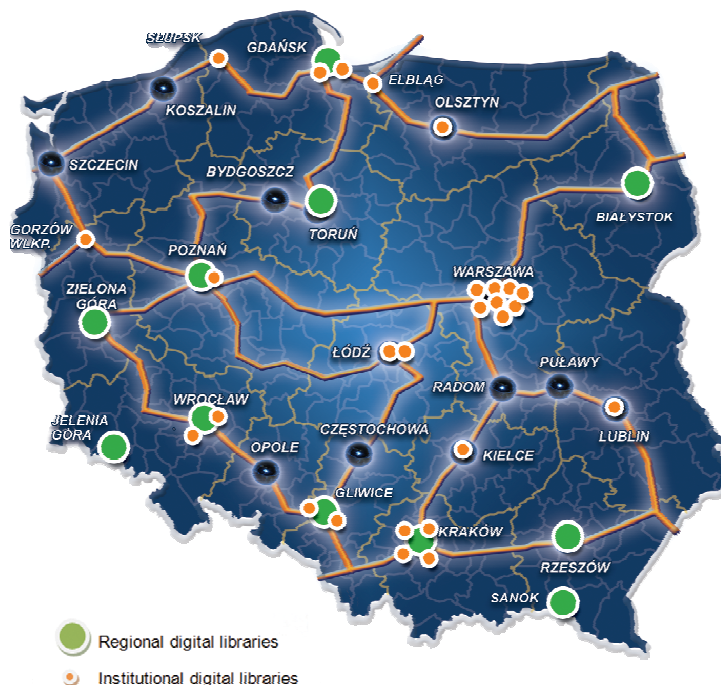 SŁUPSK
GDAŃSK
ELBLĄG
KOSZALIN
OLSZTYN
SZCZECIN
BYDGOSZCZ
TORUŃ
BIAŁYSTOK
GORZÓW
WLKP.
POZNAŃ
WARSZAWA
ZIELONA
GÓRA
ŁÓDŹ
RADOM
PUŁAWY
WROCŁAW
JELENIA
GÓRA
CZĘSTOCHOWA
LUBLIN
OPOLE
KIELCE
GLIWICE
KRAKÓW
RZESZÓW
SANOK
Regional digital libraries
Institutional digital libraries